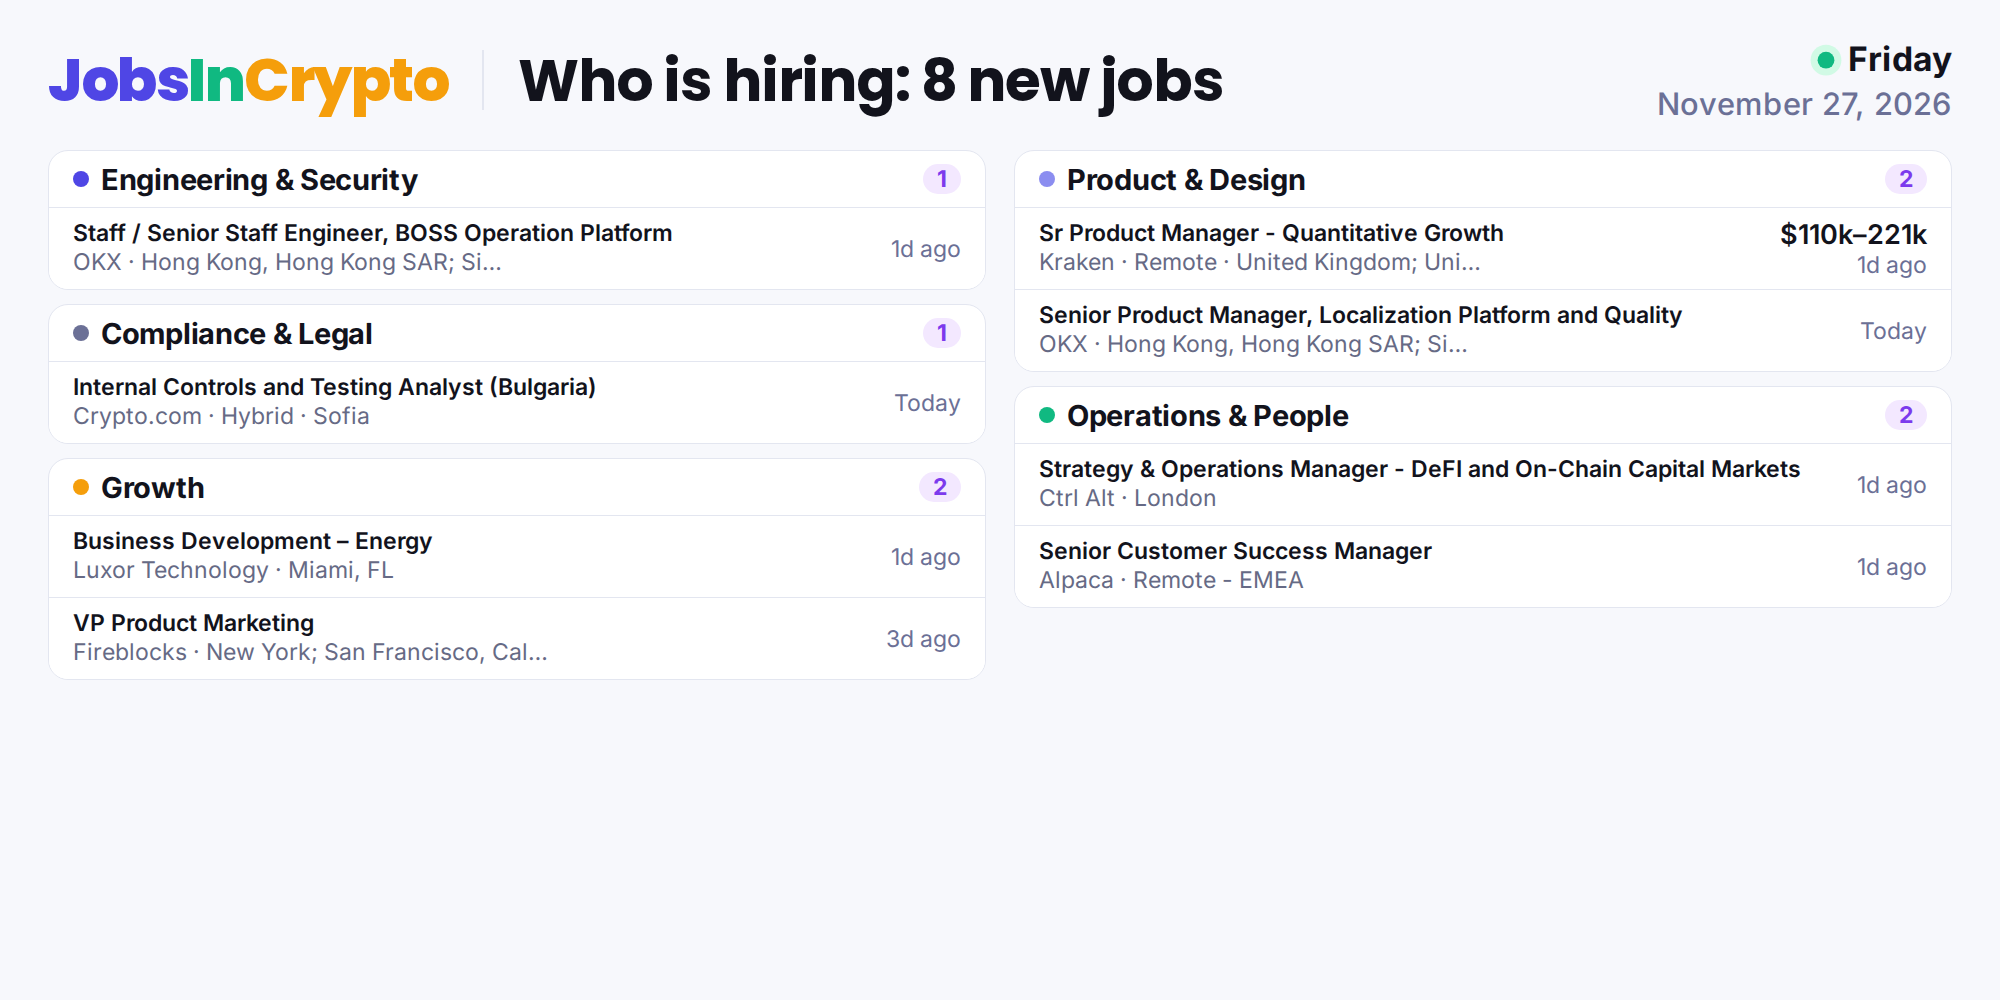 JobsInCrypto
Who is hiring: 8 new jobs
Friday
November 27, 2026
Engineering & Security
1
Staff / Senior Staff Engineer, BOSS Operation Platform
OKX · Hong Kong, Hong Kong SAR; Si...
1d ago
Compliance & Legal
1
Internal Controls and Testing Analyst (Bulgaria)
Crypto.com · Hybrid · Sofia
Today
Growth
2
Business Development – Energy
Luxor Technology · Miami, FL
1d ago
VP Product Marketing
Fireblocks · New York; San Francisco, Cal...
3d ago
Product & Design
2
Sr Product Manager - Quantitative Growth
Kraken · Remote · United Kingdom; Uni...
$110k–221k
1d ago
Senior Product Manager, Localization Platform and Quality
OKX · Hong Kong, Hong Kong SAR; Si...
Today
Operations & People
2
Strategy & Operations Manager - DeFI and On-Chain Capital Markets
Ctrl Alt · London
1d ago
Senior Customer Success Manager
Alpaca · Remote - EMEA
1d ago